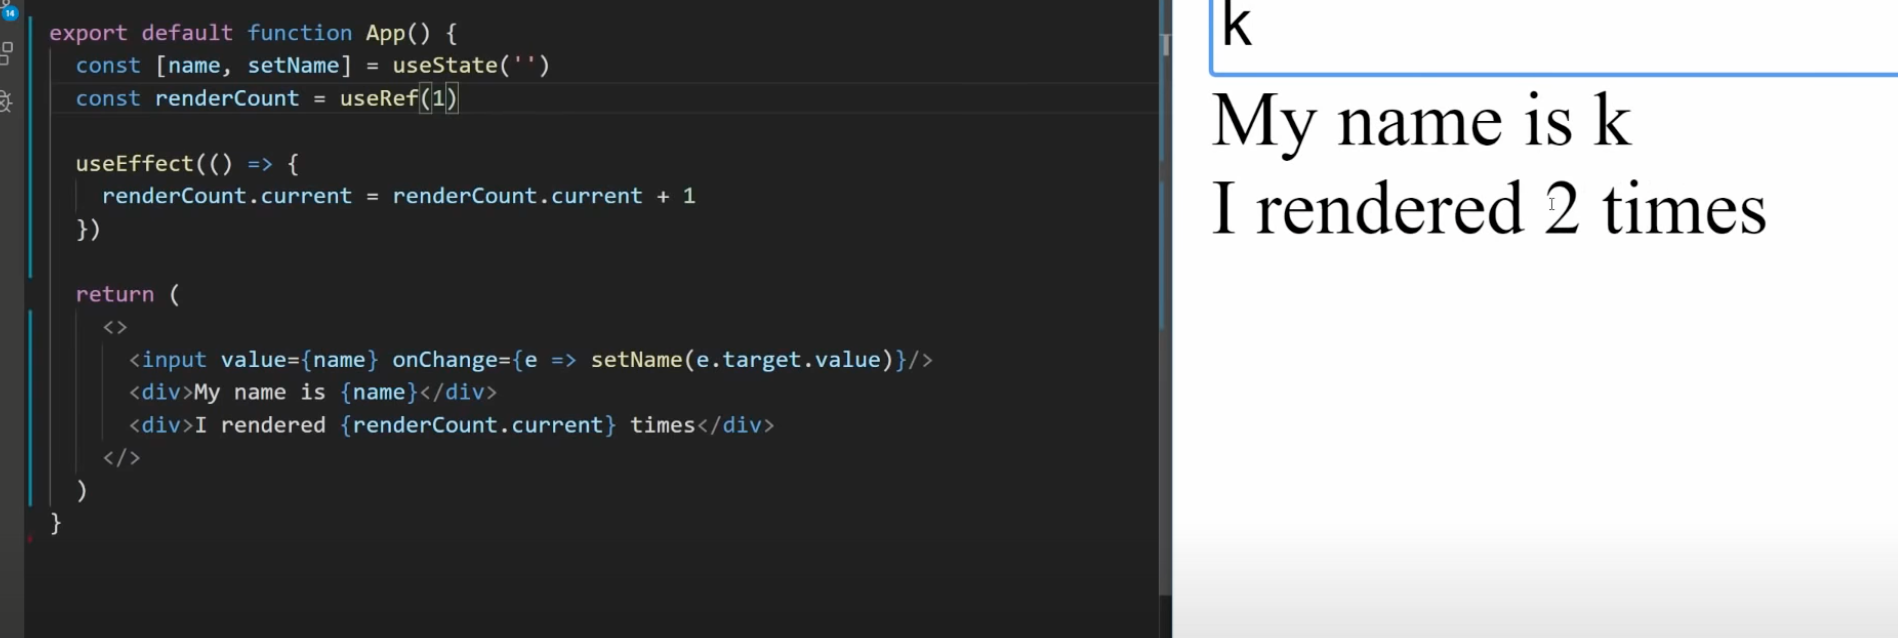 14
export default function App() {
const [name, setName] = useState('')
const renderCount = useRef(1)
useEffect(() => {
renderCount.current = renderCount.current + 1
})
return (
<>
<input value={name} onChange={e => setName(e.target.value)}/>
<div>My name is {name}</div>
<div>I rendered {renderCount.current} times</div>
</>
)
}
k
My name is k
I rendered 2 times